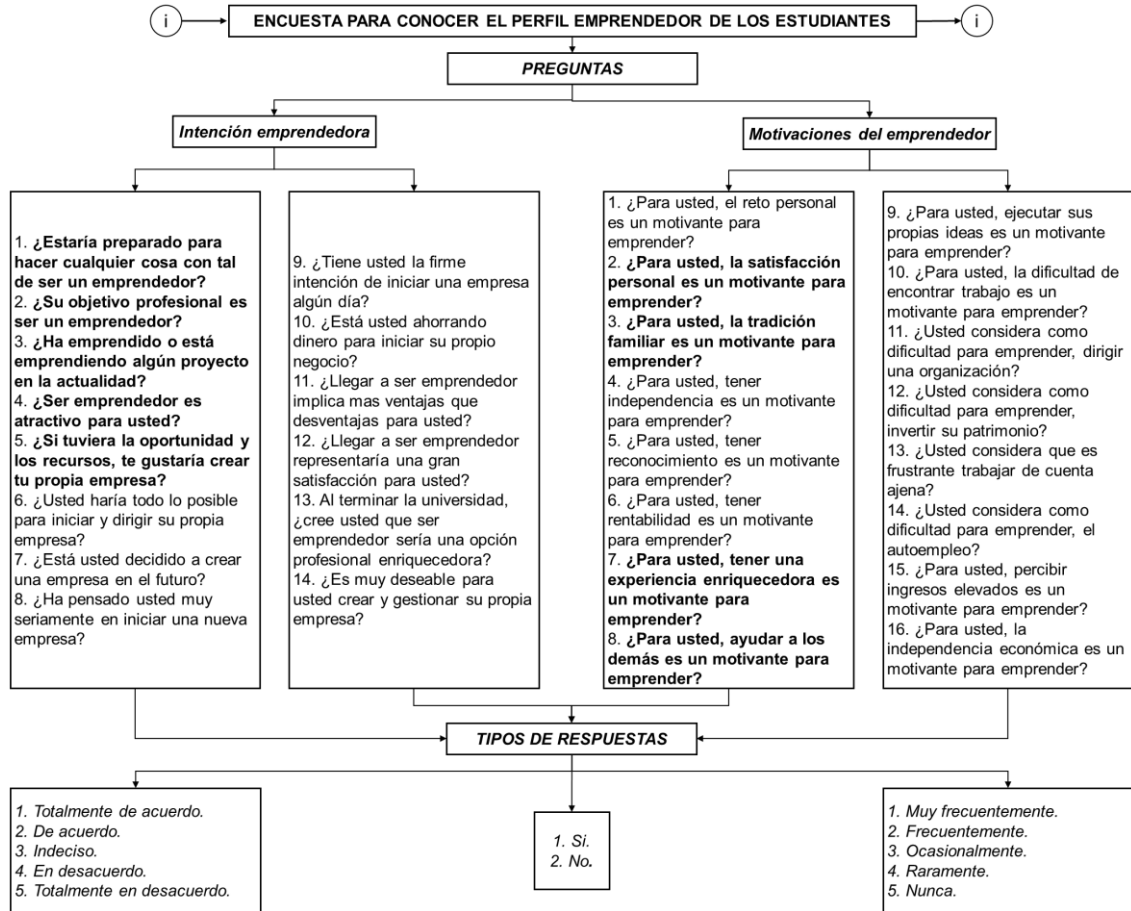 i
ENCUESTA PARA CONOCER EL PERFIL EMPRENDEDOR DE LOS ESTUDIANTES
i
PREGUNTAS
Intención emprendedora
Motivaciones del emprendedor
1. ¿Estaría preparado para
hacer cualquier cosa con tal
de ser un emprendedor?
2. ¿Su objetivo profesional es
ser un emprendedor?
3. ¿Ha emprendido o está
emprendiendo algún proyecto
en la actualidad?
4. ¿Ser emprendedor es
atractivo para usted?
5. ¿Si tuviera la oportunidad y
los recursos, te gustaría crear
tu propia empresa?
6. ¿Usted haría todo lo posible
para iniciar y dirigir su propia
empresa?
7. ¿Está usted decidido a crear
una empresa en el futuro?
8. ¿Ha pensado usted muy
seriamente en iniciar una nueva
empresa?
9. ¿Tiene usted la firme
intención de iniciar una empresa
algún día?
10. ¿Está usted ahorrando
dinero para iniciar su propio
negocio?
11. ¿Llegar a ser emprendedor
implica mas ventajas que
desventajas para usted?
12. ¿Llegar a ser emprendedor
representaría una gran
satisfacción para usted?
13. Al terminar la universidad,
¿cree usted que ser
emprendedor sería una opción
profesional enriquecedora?
14. ¿Es muy deseable para
usted crear y gestionar su propia
empresa?
1. ¿Para usted, el reto personal
es un motivante para
emprender?
2. ¿Para usted, la satisfacción
personal es un motivante para
emprender?
3. ¿Para usted, la tradición
familiar es un motivante para
emprender?
4. ¿Para usted, tener
independencia es un motivante
para emprender?
5. ¿Para usted, tener
reconocimiento es un motivante
para emprender?
6. ¿Para usted, tener
rentabilidad es un motivante
para emprender?
7. ¿Para usted, tener una
experiencia enriquecedora es
un motivante para
emprender?
8. ¿Para usted, ayudar a los
demás es un motivante para
emprender?
9. ¿Para usted, ejecutar sus
propias ideas es un motivante
para emprender?
10. ¿Para usted, la dificultad de
encontrar trabajo es un
motivante para emprender?
11. ¿Usted considera como
dificultad para emprender, dirigir
una organización?
12. ¿Usted considera como
dificultad para emprender,
invertir su patrimonio?
13. ¿Usted considera que es
frustrante trabajar de cuenta
ajena?
14. ¿Usted considera como
dificultad para emprender, el
autoempleo?
15. ¿Para usted, percibir
ingresos elevados es un
motivante para emprender?
16. ¿Para usted, la
independencia económica es un
motivante para emprender?
TIPOS DE RESPUESTAS
1. Totalmente de acuerdo.
2. De acuerdo.
3. Indeciso.
4. En desacuerdo.
5. Totalmente en desacuerdo.
1. Si.
2. No.
1. Muy frecuentemente.
2. Frecuentemente.
3. Ocasionalmente.
4. Raramente.
5. Nunca.